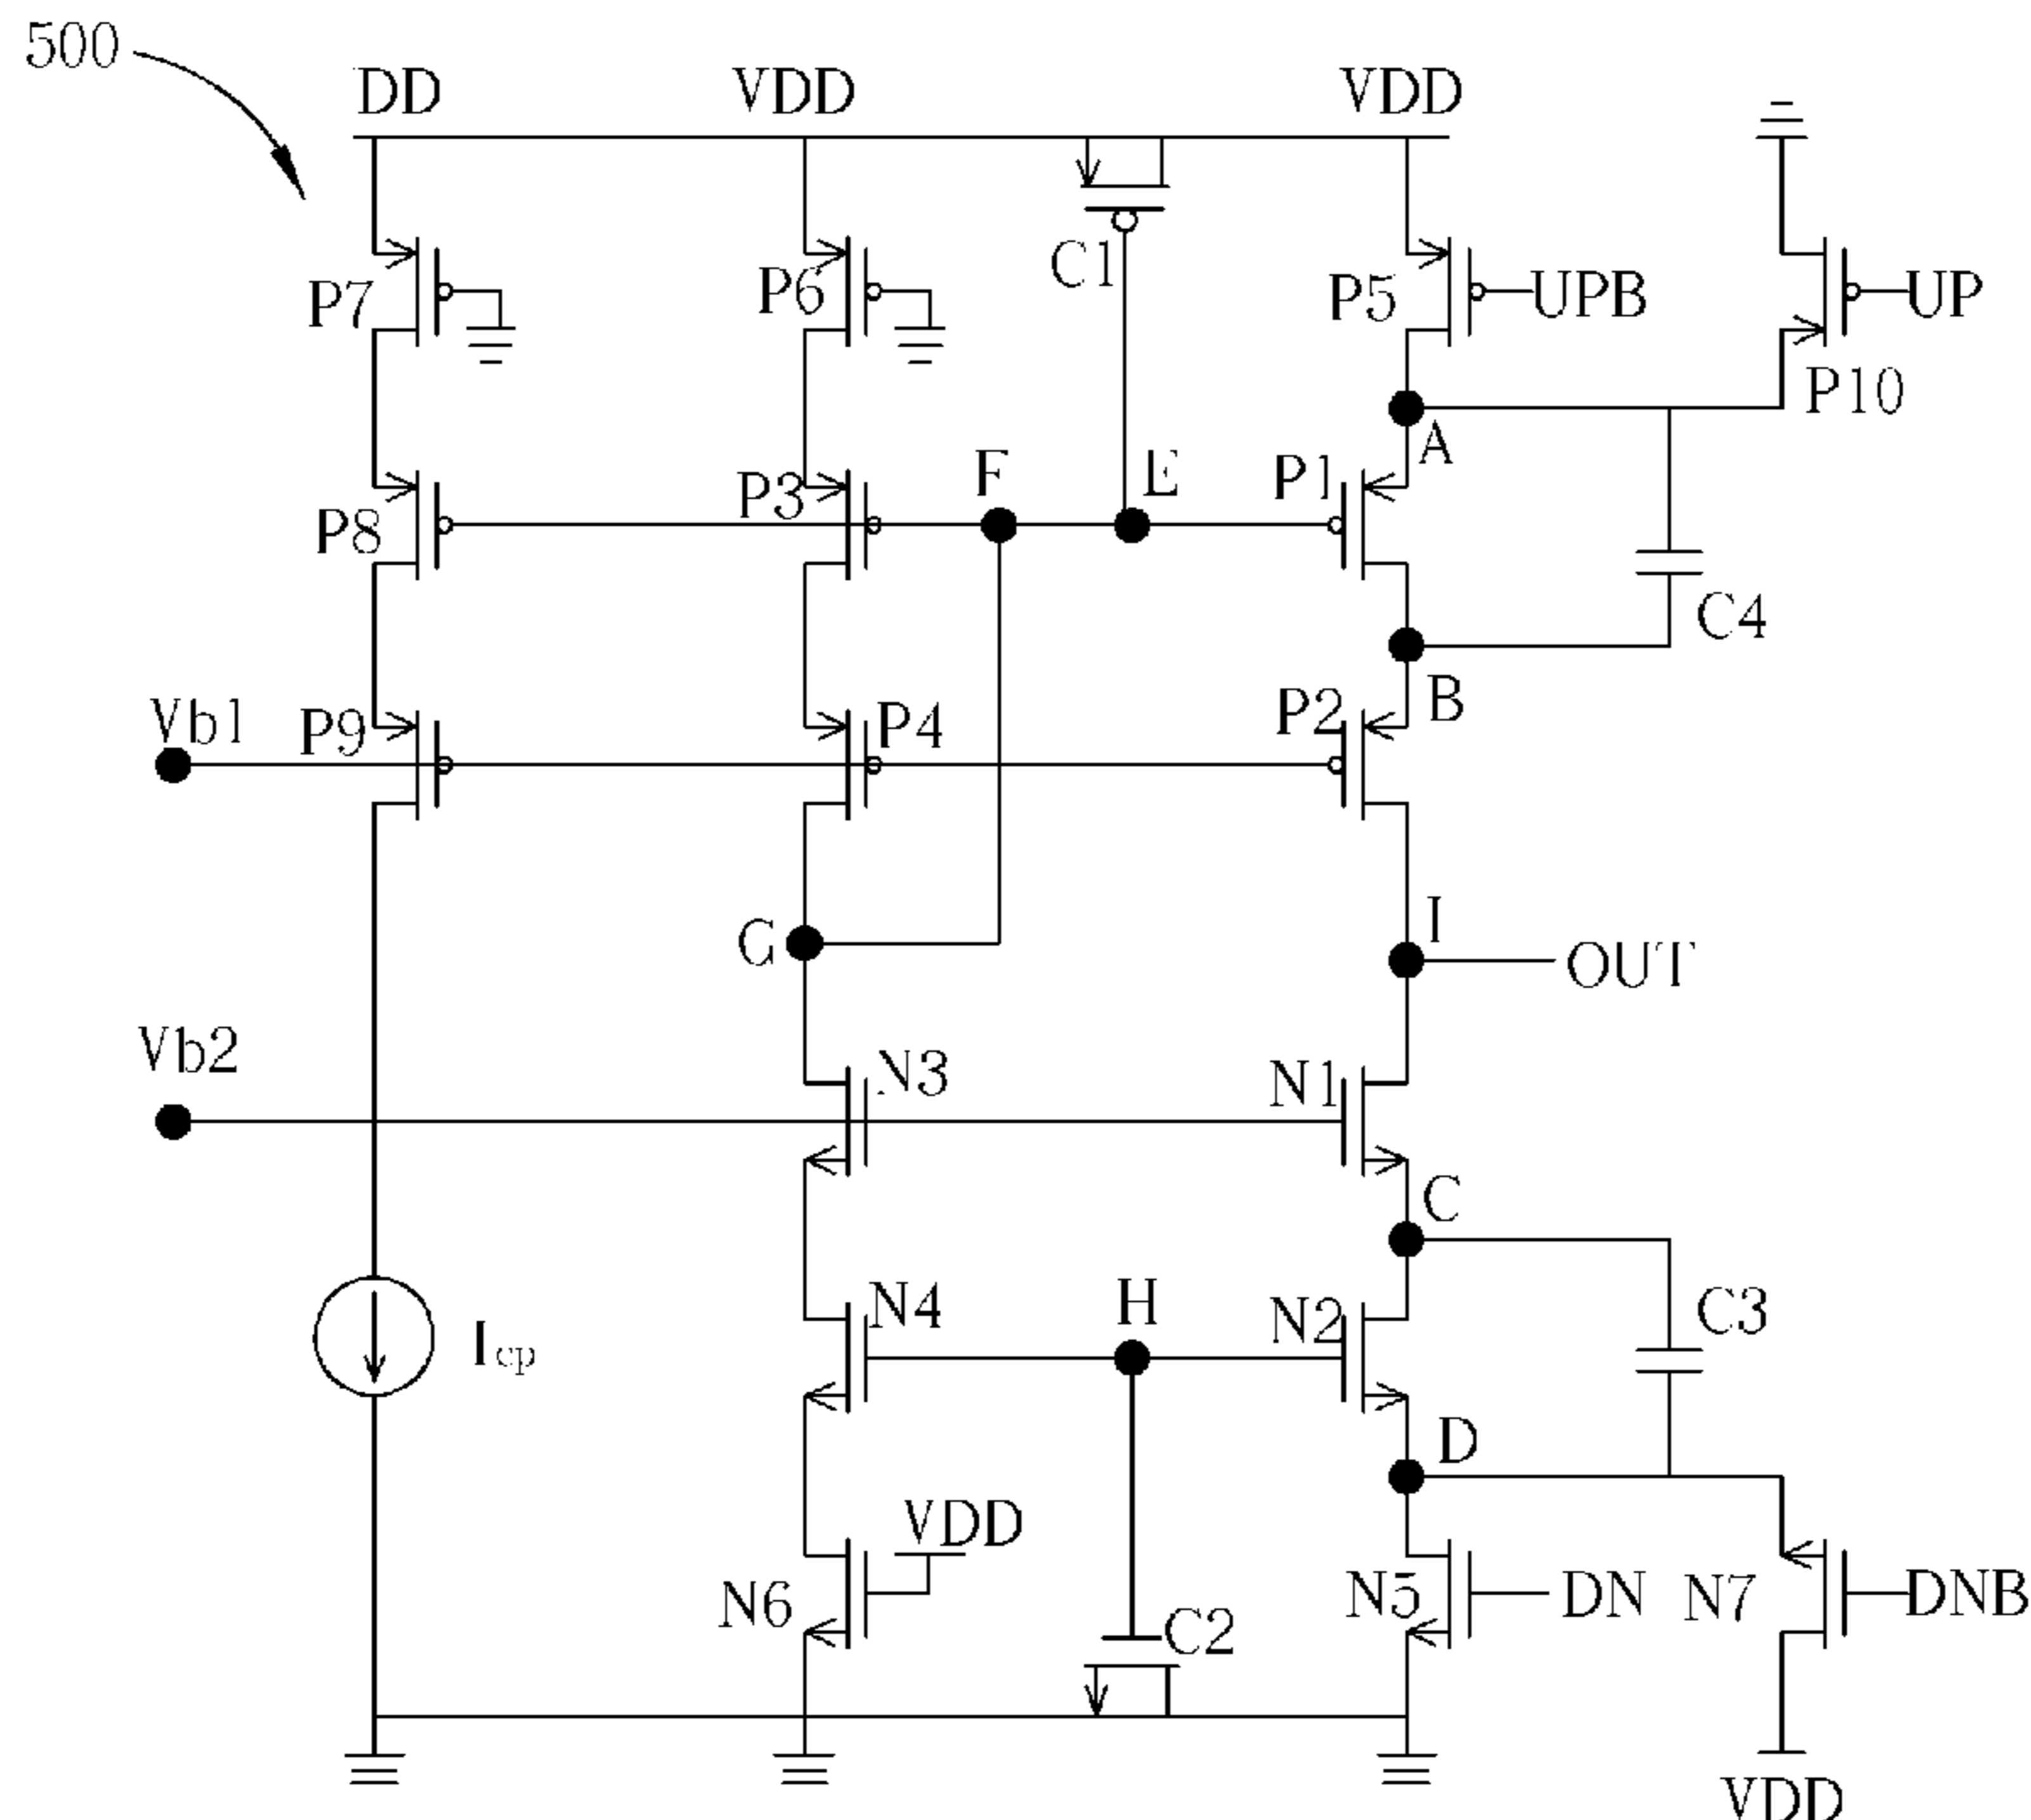 500
DD VDD VDD
P7 P6 C1 P5 UPB UP
P10
A
P8 P3 F E P1
C4
B
Vb1 P9 P4 P2
G I OUT
Vb2 N3 N1
C
N4 H N2 C3
Icp
D
VDD
N6 C2 N5 DN N7 DNB
VDD